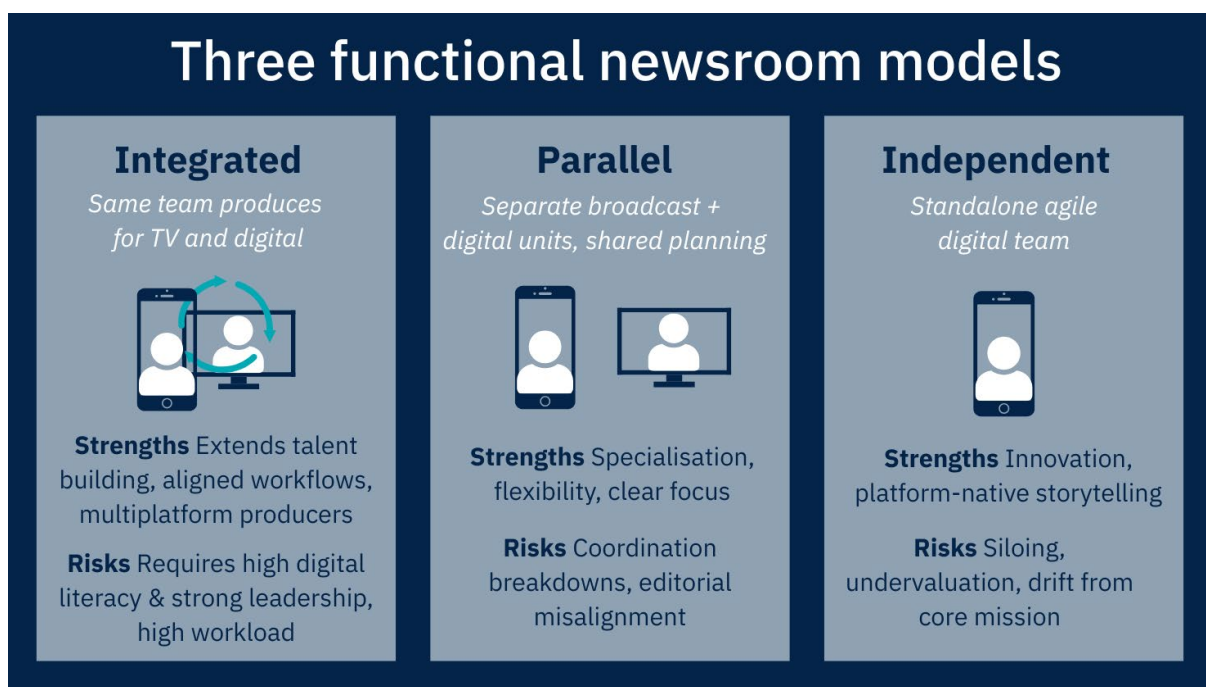 Three functional newsroom models
Integrated
Same team produces
for TV and digital
Strengths Extends talent
building, aligned workflows,
multiplatform producers
Risks Requires high digital
literacy & strong leadership,
high workload
Parallel
Separate broadcast +
digital units, shared planning
Strengths Specialisation,
flexibility, clear focus
Risks Coordination
breakdowns, editorial
misalignment
Independent
Standalone agile
digital team
Strengths Innovation,
platform-native storytelling
Risks Siloing,
undervaluation, drift from
core mission